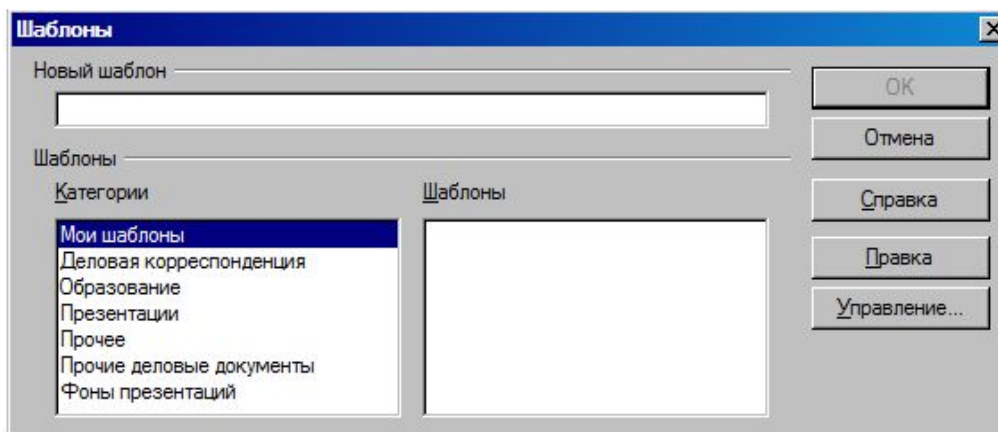 Шаблоны
Новый шаблон
OK
Отмена
Шаблоны
Категории
Шаблоны
Справка
Мои шаблоны
Деловая корреспонденция
Образование
Презентации
Прочее
Прочие деловые документы
Фоны презентаций
Правка
Управление...